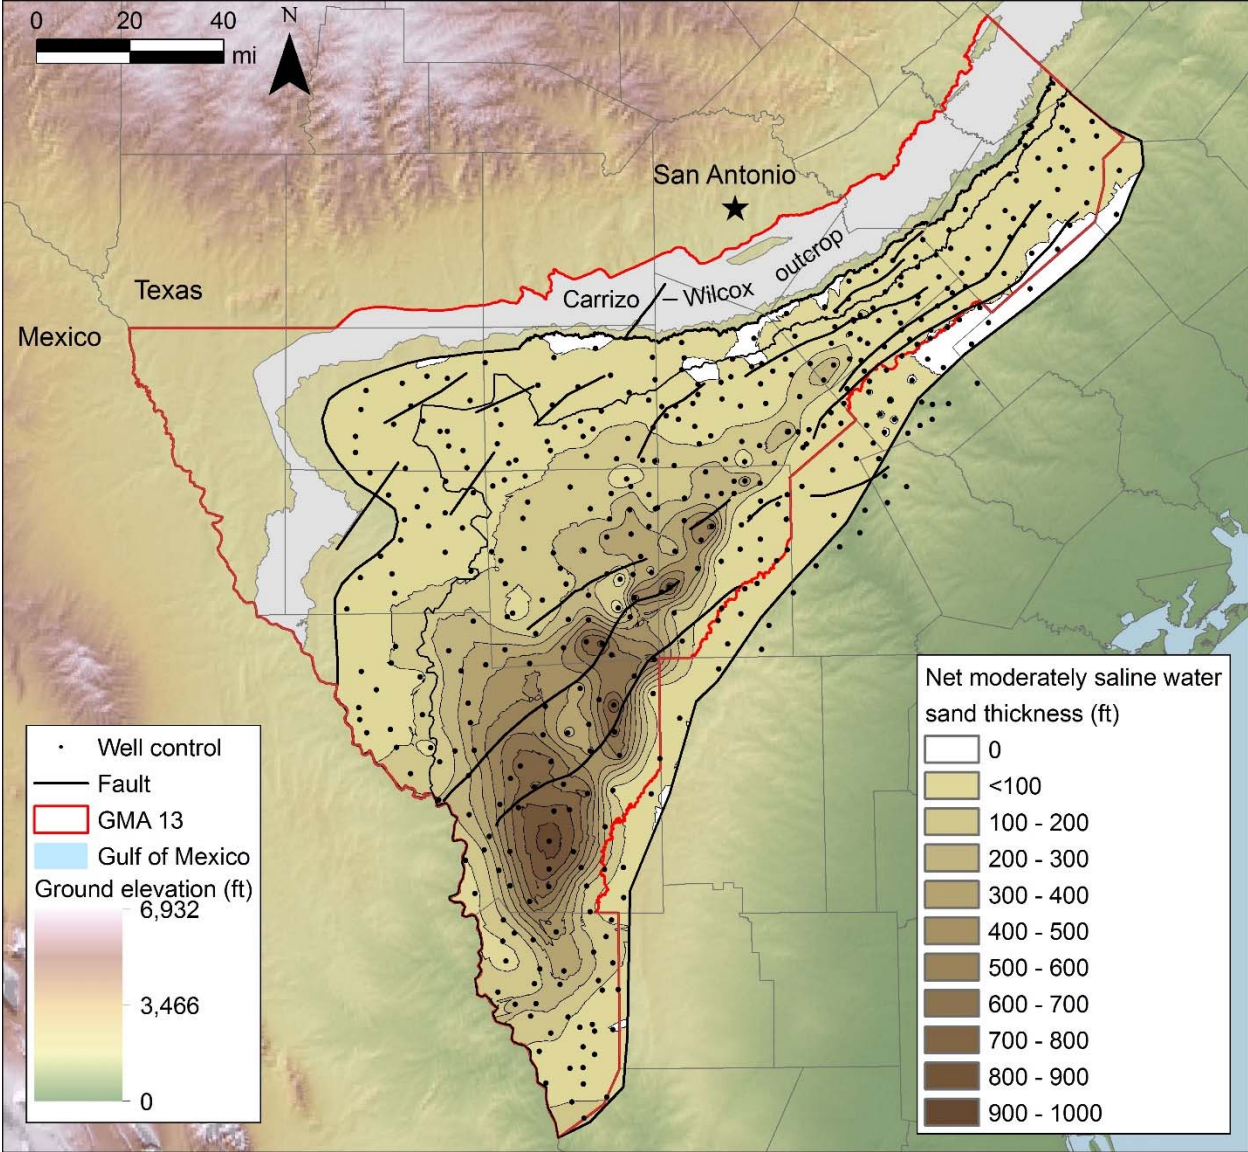 0 20 40
mi
N
San Antonio
Texas
Mexico
Carrizo – Wilcox outcrop
Well control
Fault
GMA 13
Gulf of Mexico
Ground elevation (ft)
6,932
3,466
0
Net moderately saline water
sand thickness (ft)
0
<100
100 - 200
200 - 300
300 - 400
400 - 500
500 - 600
600 - 700
700 - 800
800 - 900
900 - 1000